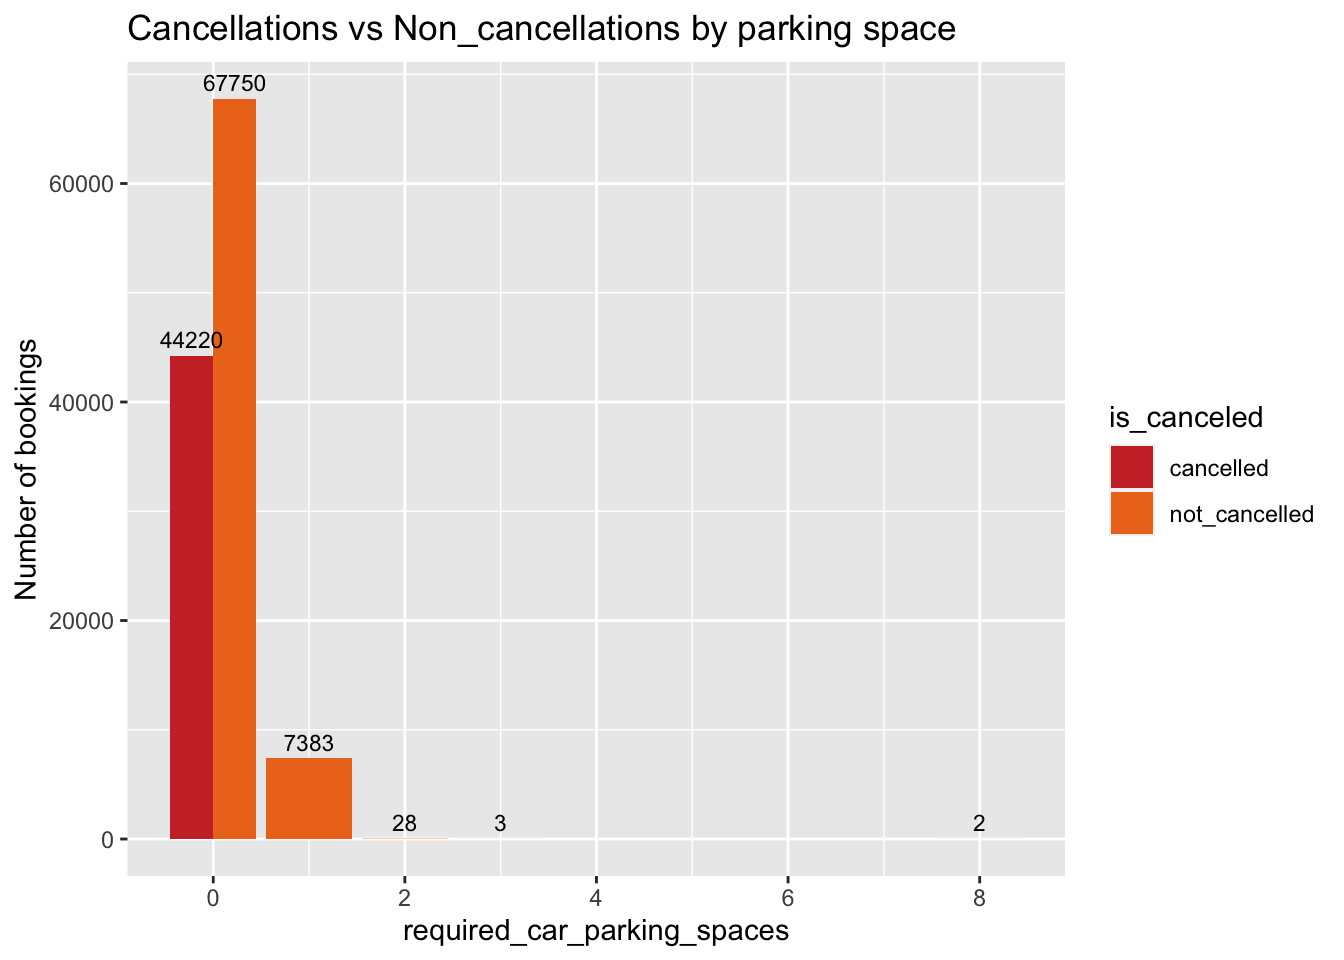 Cancellations vs Non_cancellations by parking space
67750
60000
44220
40000
20000
7383
28
3
2
0
0
2
4
6
8
required_car_parking_spaces
Number of bookings
is_canceled
cancelled
not_cancelled